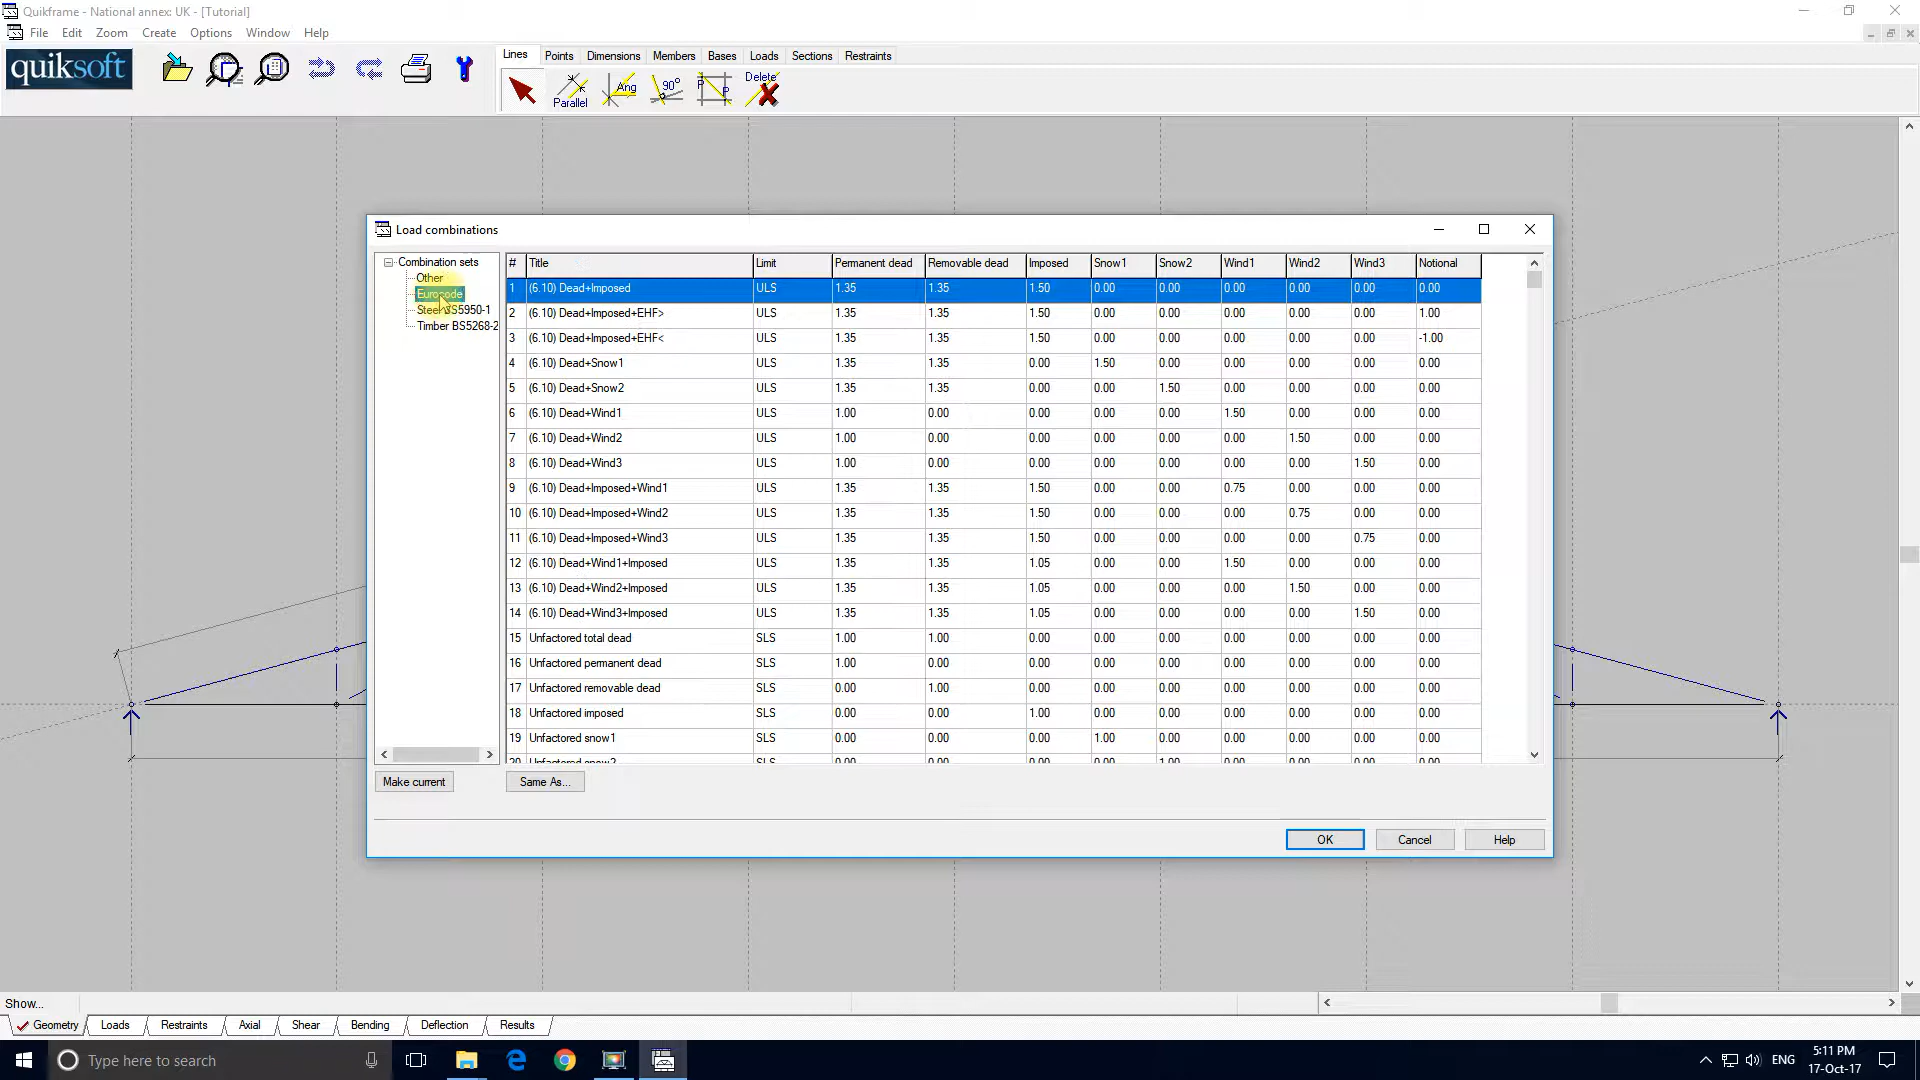 Quikframe - National annex: UK - [Tutorial]
File Edit View Zoom Create Options Window Help
quiksoft
Lines Points Dimensions Members Bases Loads Sections Restraints
Parallel Ang 90° P P Delete
Load combinations
Combination sets
Other
Eurocode
Steel BS5950-1
Timber BS5268-2
# Title Limit Permanent dead Removable dead Imposed Snow1 Snow2 Wind1 Wind2 Wind3 Notional
1 (6.10) Dead+Imposed ULS 1.35 1.35 1.50 0.00 0.00 0.00 0.00 0.00 0.00
2 (6.10) Dead+Imposed+EHF> ULS 1.35 1.35 1.50 0.00 0.00 0.00 0.00 0.00 1.00
3 (6.10) Dead+Imposed+EHF< ULS 1.35 1.35 1.50 0.00 0.00 0.00 0.00 0.00 -1.00
4 (6.10) Dead+Snow1 ULS 1.35 1.35 0.00 1.50 0.00 0.00 0.00 0.00 0.00
5 (6.10) Dead+Snow2 ULS 1.35 1.35 0.00 0.00 1.50 0.00 0.00 0.00 0.00
6 (6.10) Dead+Wind1 ULS 1.00 0.00 0.00 0.00 0.00 1.50 0.00 0.00 0.00
7 (6.10) Dead+Wind2 ULS 1.00 0.00 0.00 0.00 0.00 0.00 1.50 0.00 0.00
8 (6.10) Dead+Wind3 ULS 1.00 0.00 0.00 0.00 0.00 0.00 0.00 1.50 0.00
9 (6.10) Dead+Imposed+Wind1 ULS 1.35 1.35 1.50 0.00 0.00 0.75 0.00 0.00 0.00
10 (6.10) Dead+Imposed+Wind2 ULS 1.35 1.35 1.50 0.00 0.00 0.00 0.75 0.00 0.00
11 (6.10) Dead+Imposed+Wind3 ULS 1.35 1.35 1.50 0.00 0.00 0.00 0.00 0.75 0.00
12 (6.10) Dead+Wind1+Imposed ULS 1.35 1.35 1.05 0.00 0.00 1.50 0.00 0.00 0.00
13 (6.10) Dead+Wind2+Imposed ULS 1.35 1.35 1.05 0.00 0.00 0.00 1.50 0.00 0.00
14 (6.10) Dead+Wind3+Imposed ULS 1.35 1.35 1.05 0.00 0.00 0.00 0.00 1.50 0.00
15 Unfactored total dead SLS 1.00 1.00 0.00 0.00 0.00 0.00 0.00 0.00 0.00
16 Unfactored permanent dead SLS 1.00 0.00 0.00 0.00 0.00 0.00 0.00 0.00 0.00
17 Unfactored removable dead SLS 0.00 1.00 0.00 0.00 0.00 0.00 0.00 0.00 0.00
18 Unfactored imposed SLS 0.00 0.00 1.00 0.00 0.00 0.00 0.00 0.00 0.00
19 Unfactored snow1 SLS 0.00 0.00 0.00 1.00 0.00 0.00 0.00 0.00 0.00
20 Unfactored snow2 SLS 0.00 0.00 0.00 0.00 1.00 0.00 0.00 0.00 0.00
Make current Same As...
OK Cancel Help
Show...
Geometry Loads Restraints Axial Shear Bending Deflection Results
Type here to search
ENG
5:11 PM
17-Oct-17